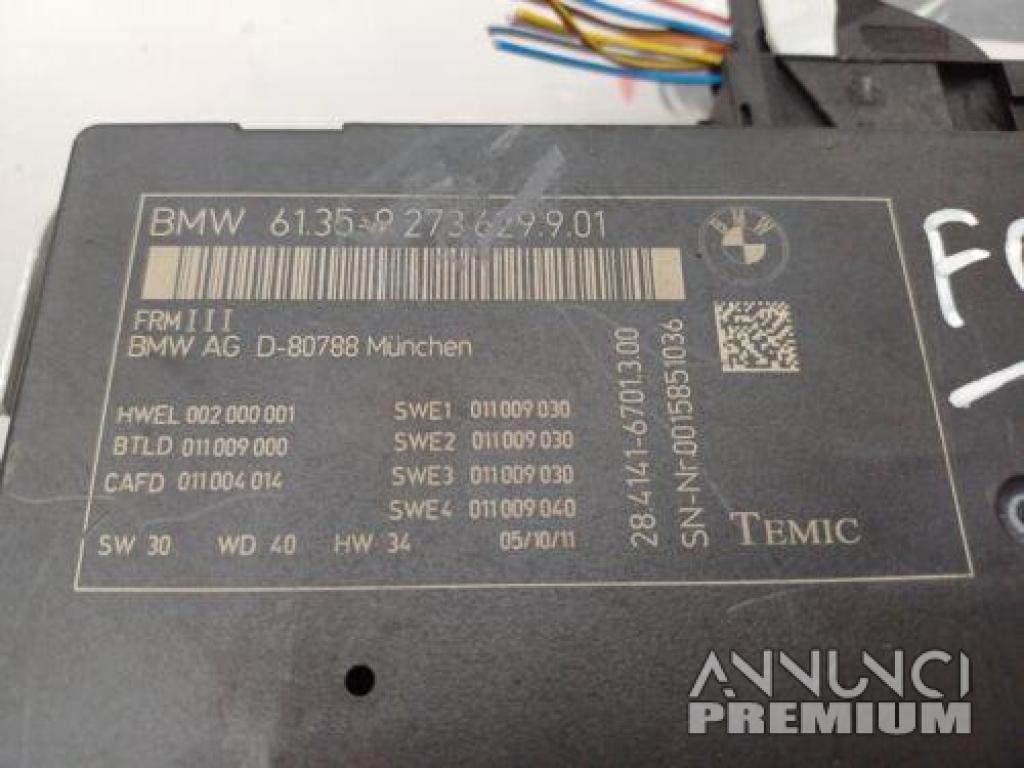 BMW 61.35-9 273 629.9.01
BMW
FRM III
BMW AG D-80788 München
HWEL 002 000 001
BTLD 011 009 000
CAFD 011 004 014
SWE1 011 009 030
SWE2 011 009 030
SWE3 011 009 030
SWE4 011 009 040
SW 30 WD 40 HW 34 05/10/11
28.4141-6701.3.00
SN-Nr.0015851036
TEMIC
ANNUNCI
PREMIUM